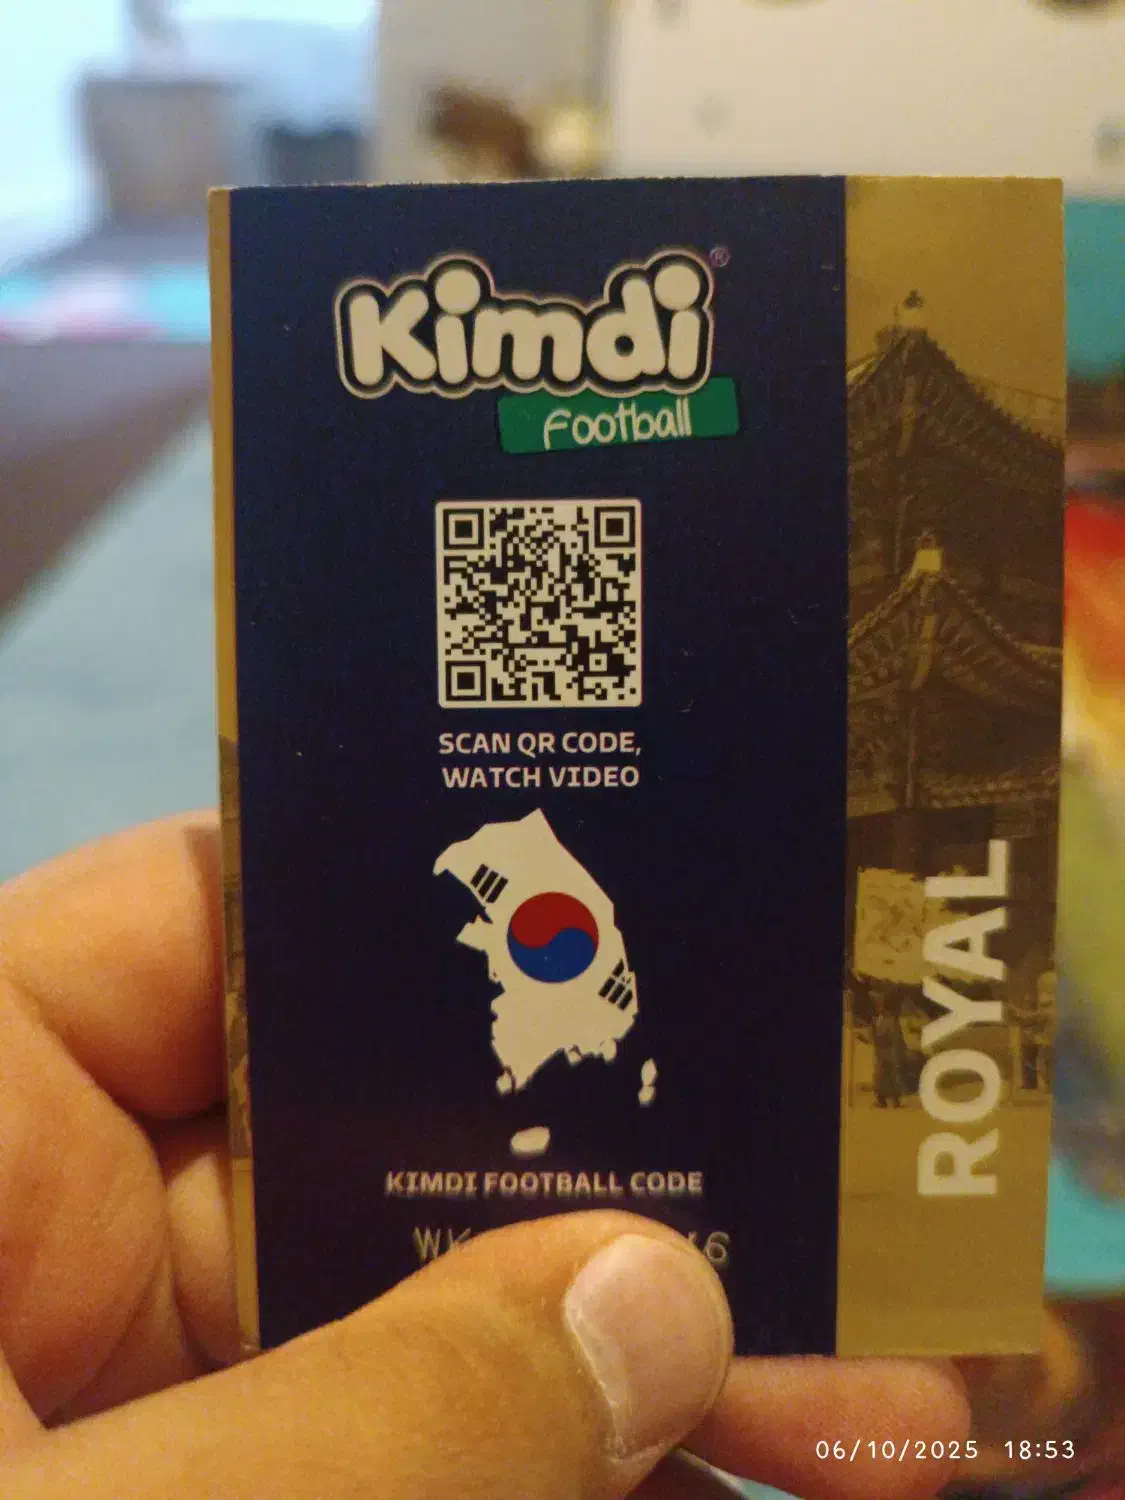 Kimdi®
Football
SCAN QR CODE,
WATCH VIDEO
KIMDI FOOTBALL CODE
ROYAL
06/10/2025 18:53